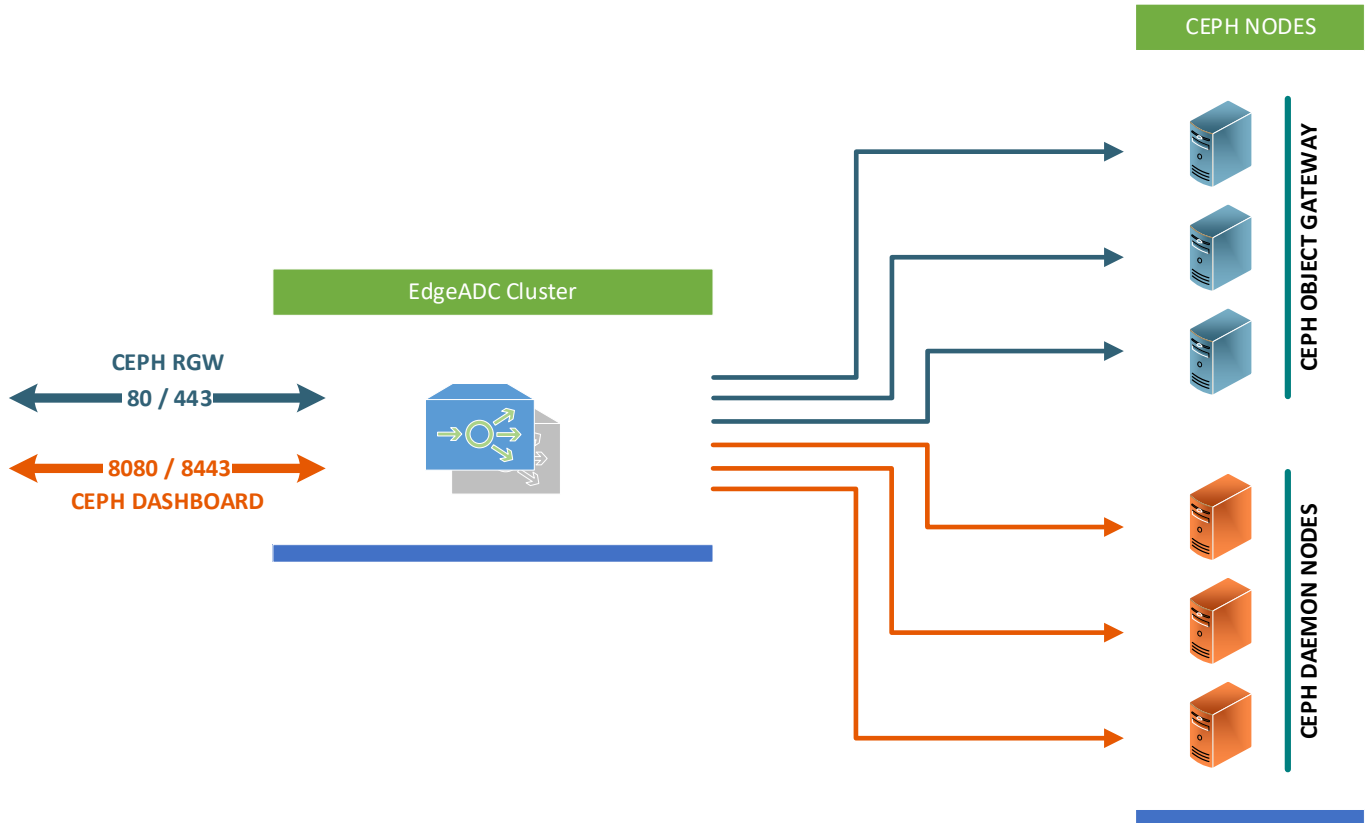 CEPH NODES
CEPH OBJECT GATEWAY
EdgeADC Cluster
CEPH RGW
80 / 443
8080 / 8443
CEPH DASHBOARD
CEPH DAEMON NODES